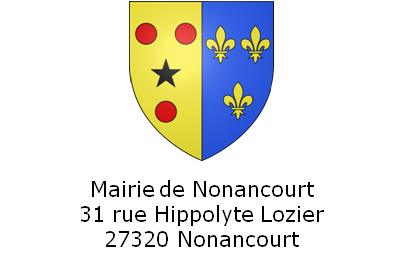 Mairie de Nonancourt
31 rue Hippolyte Lozier
27320 Nonancourt